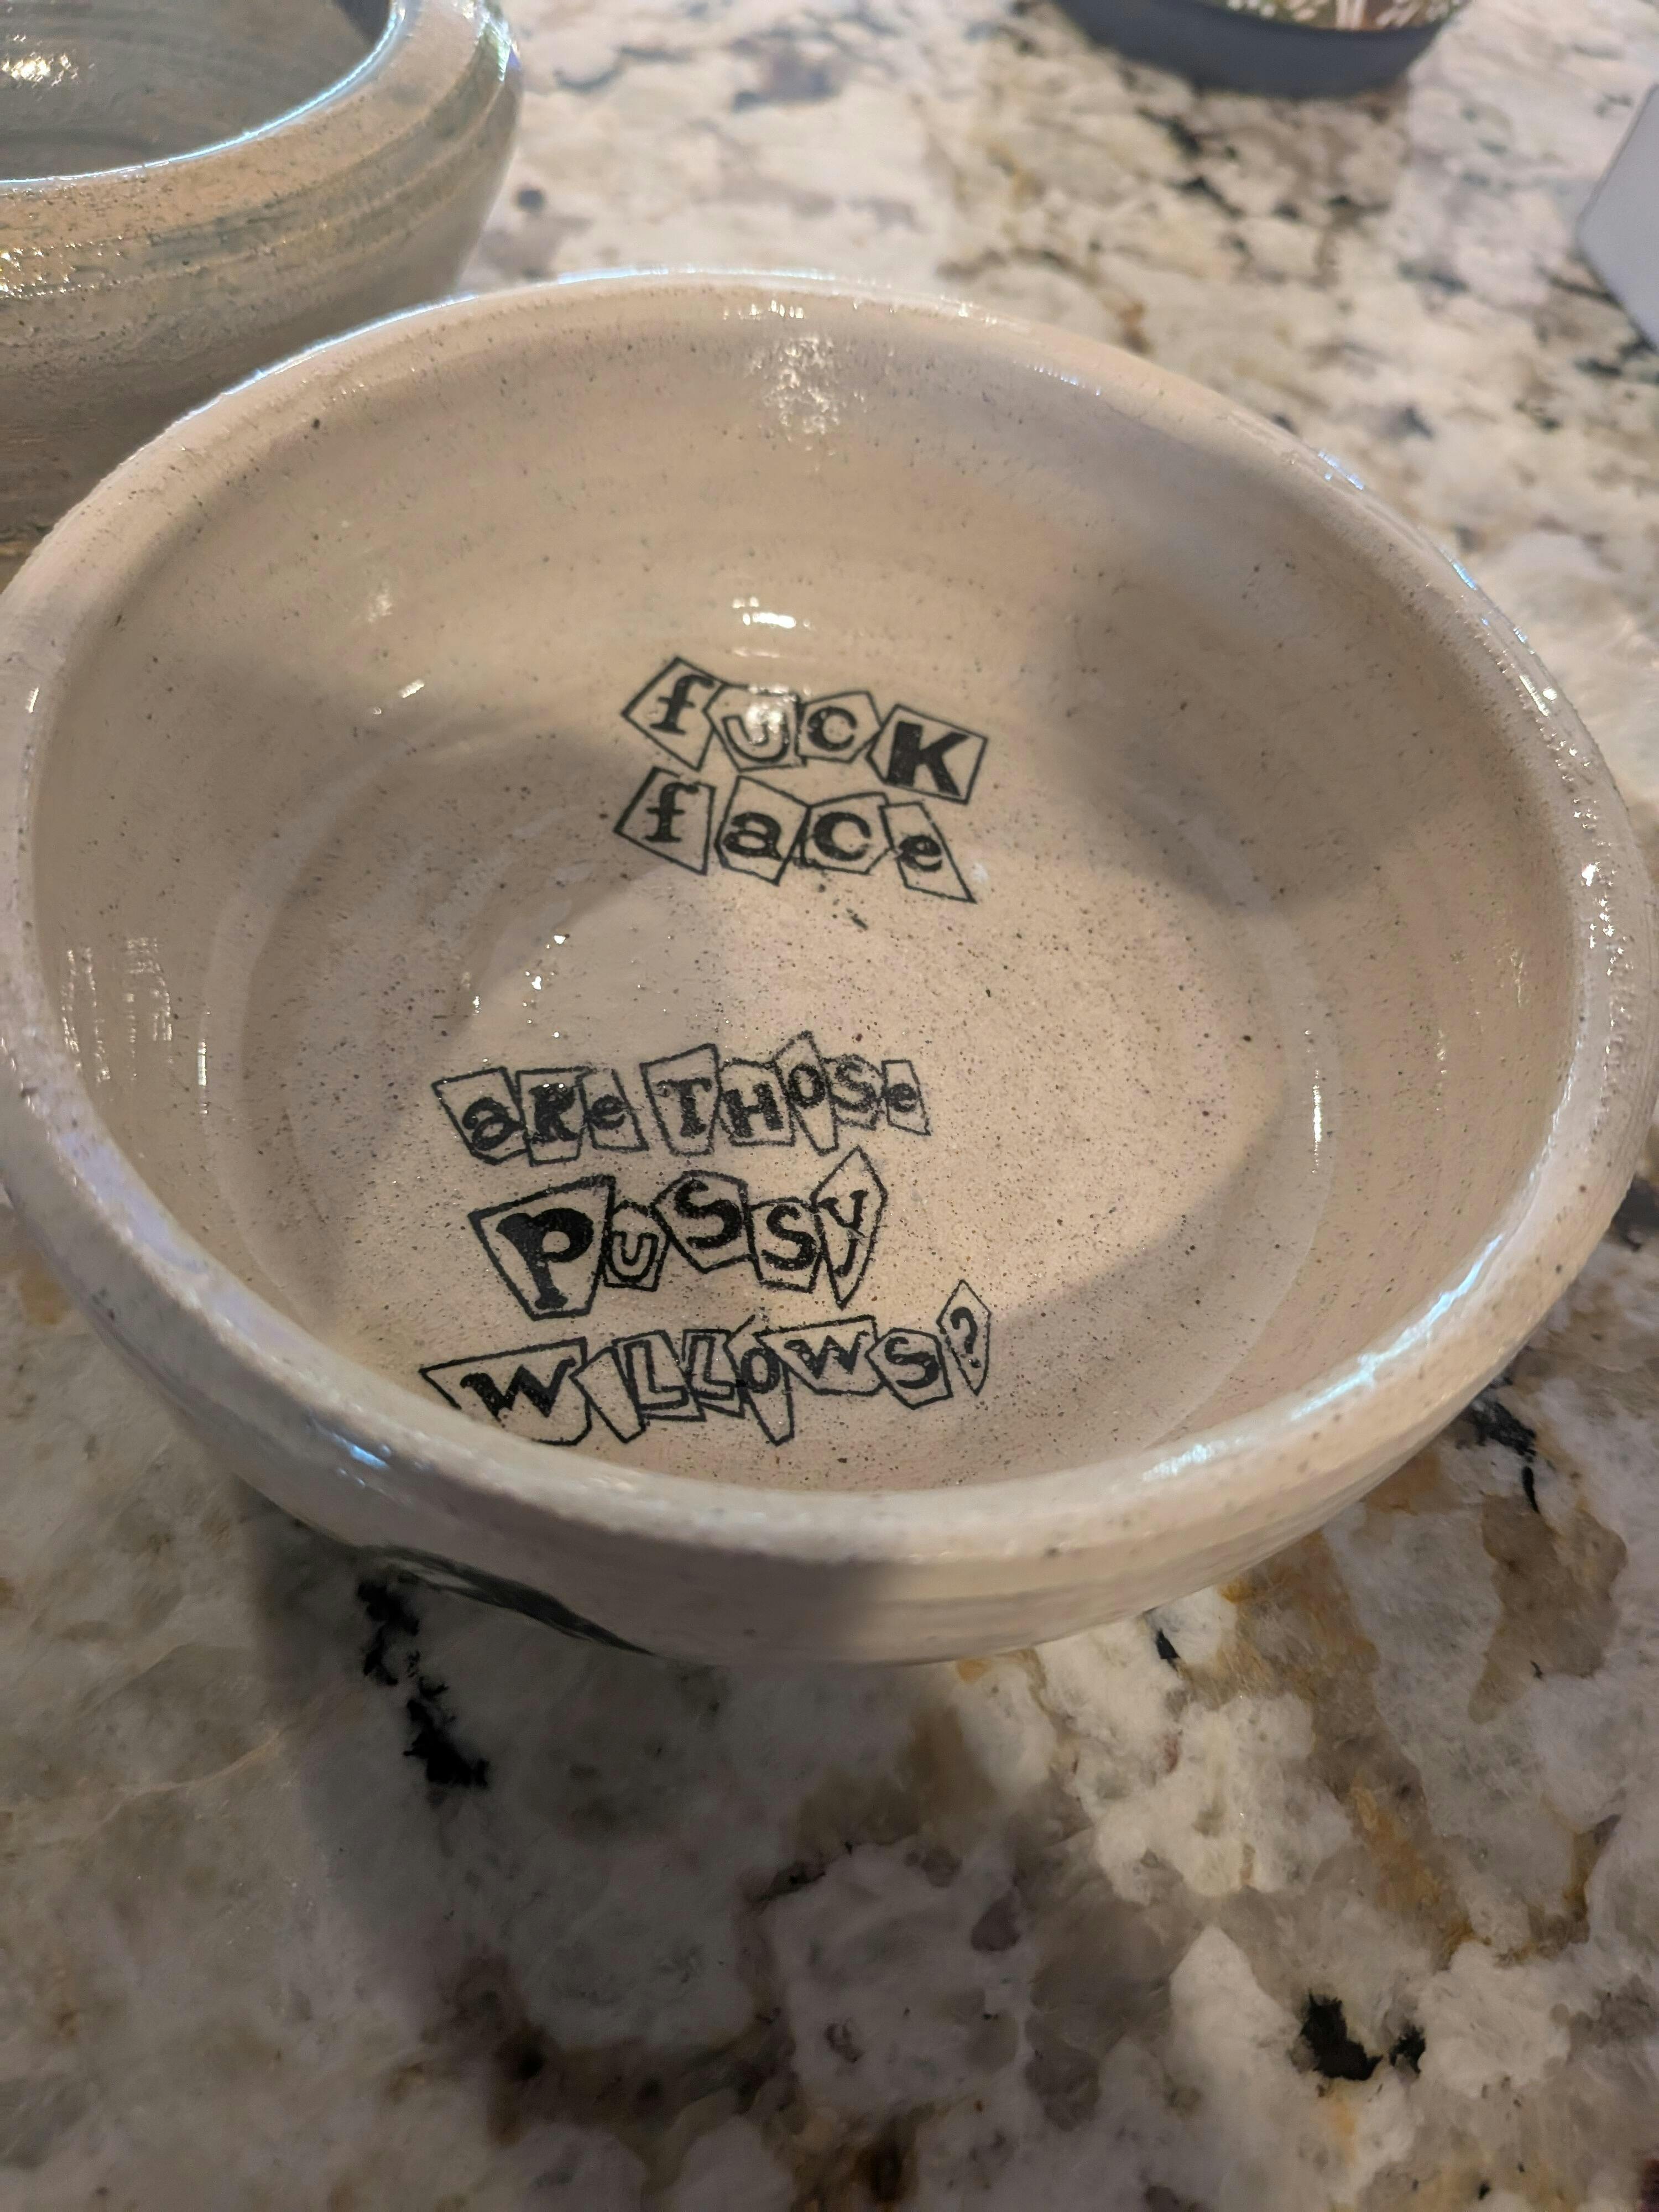 fucK
face
aRe THOSe
PuSSY
WILLOWS?